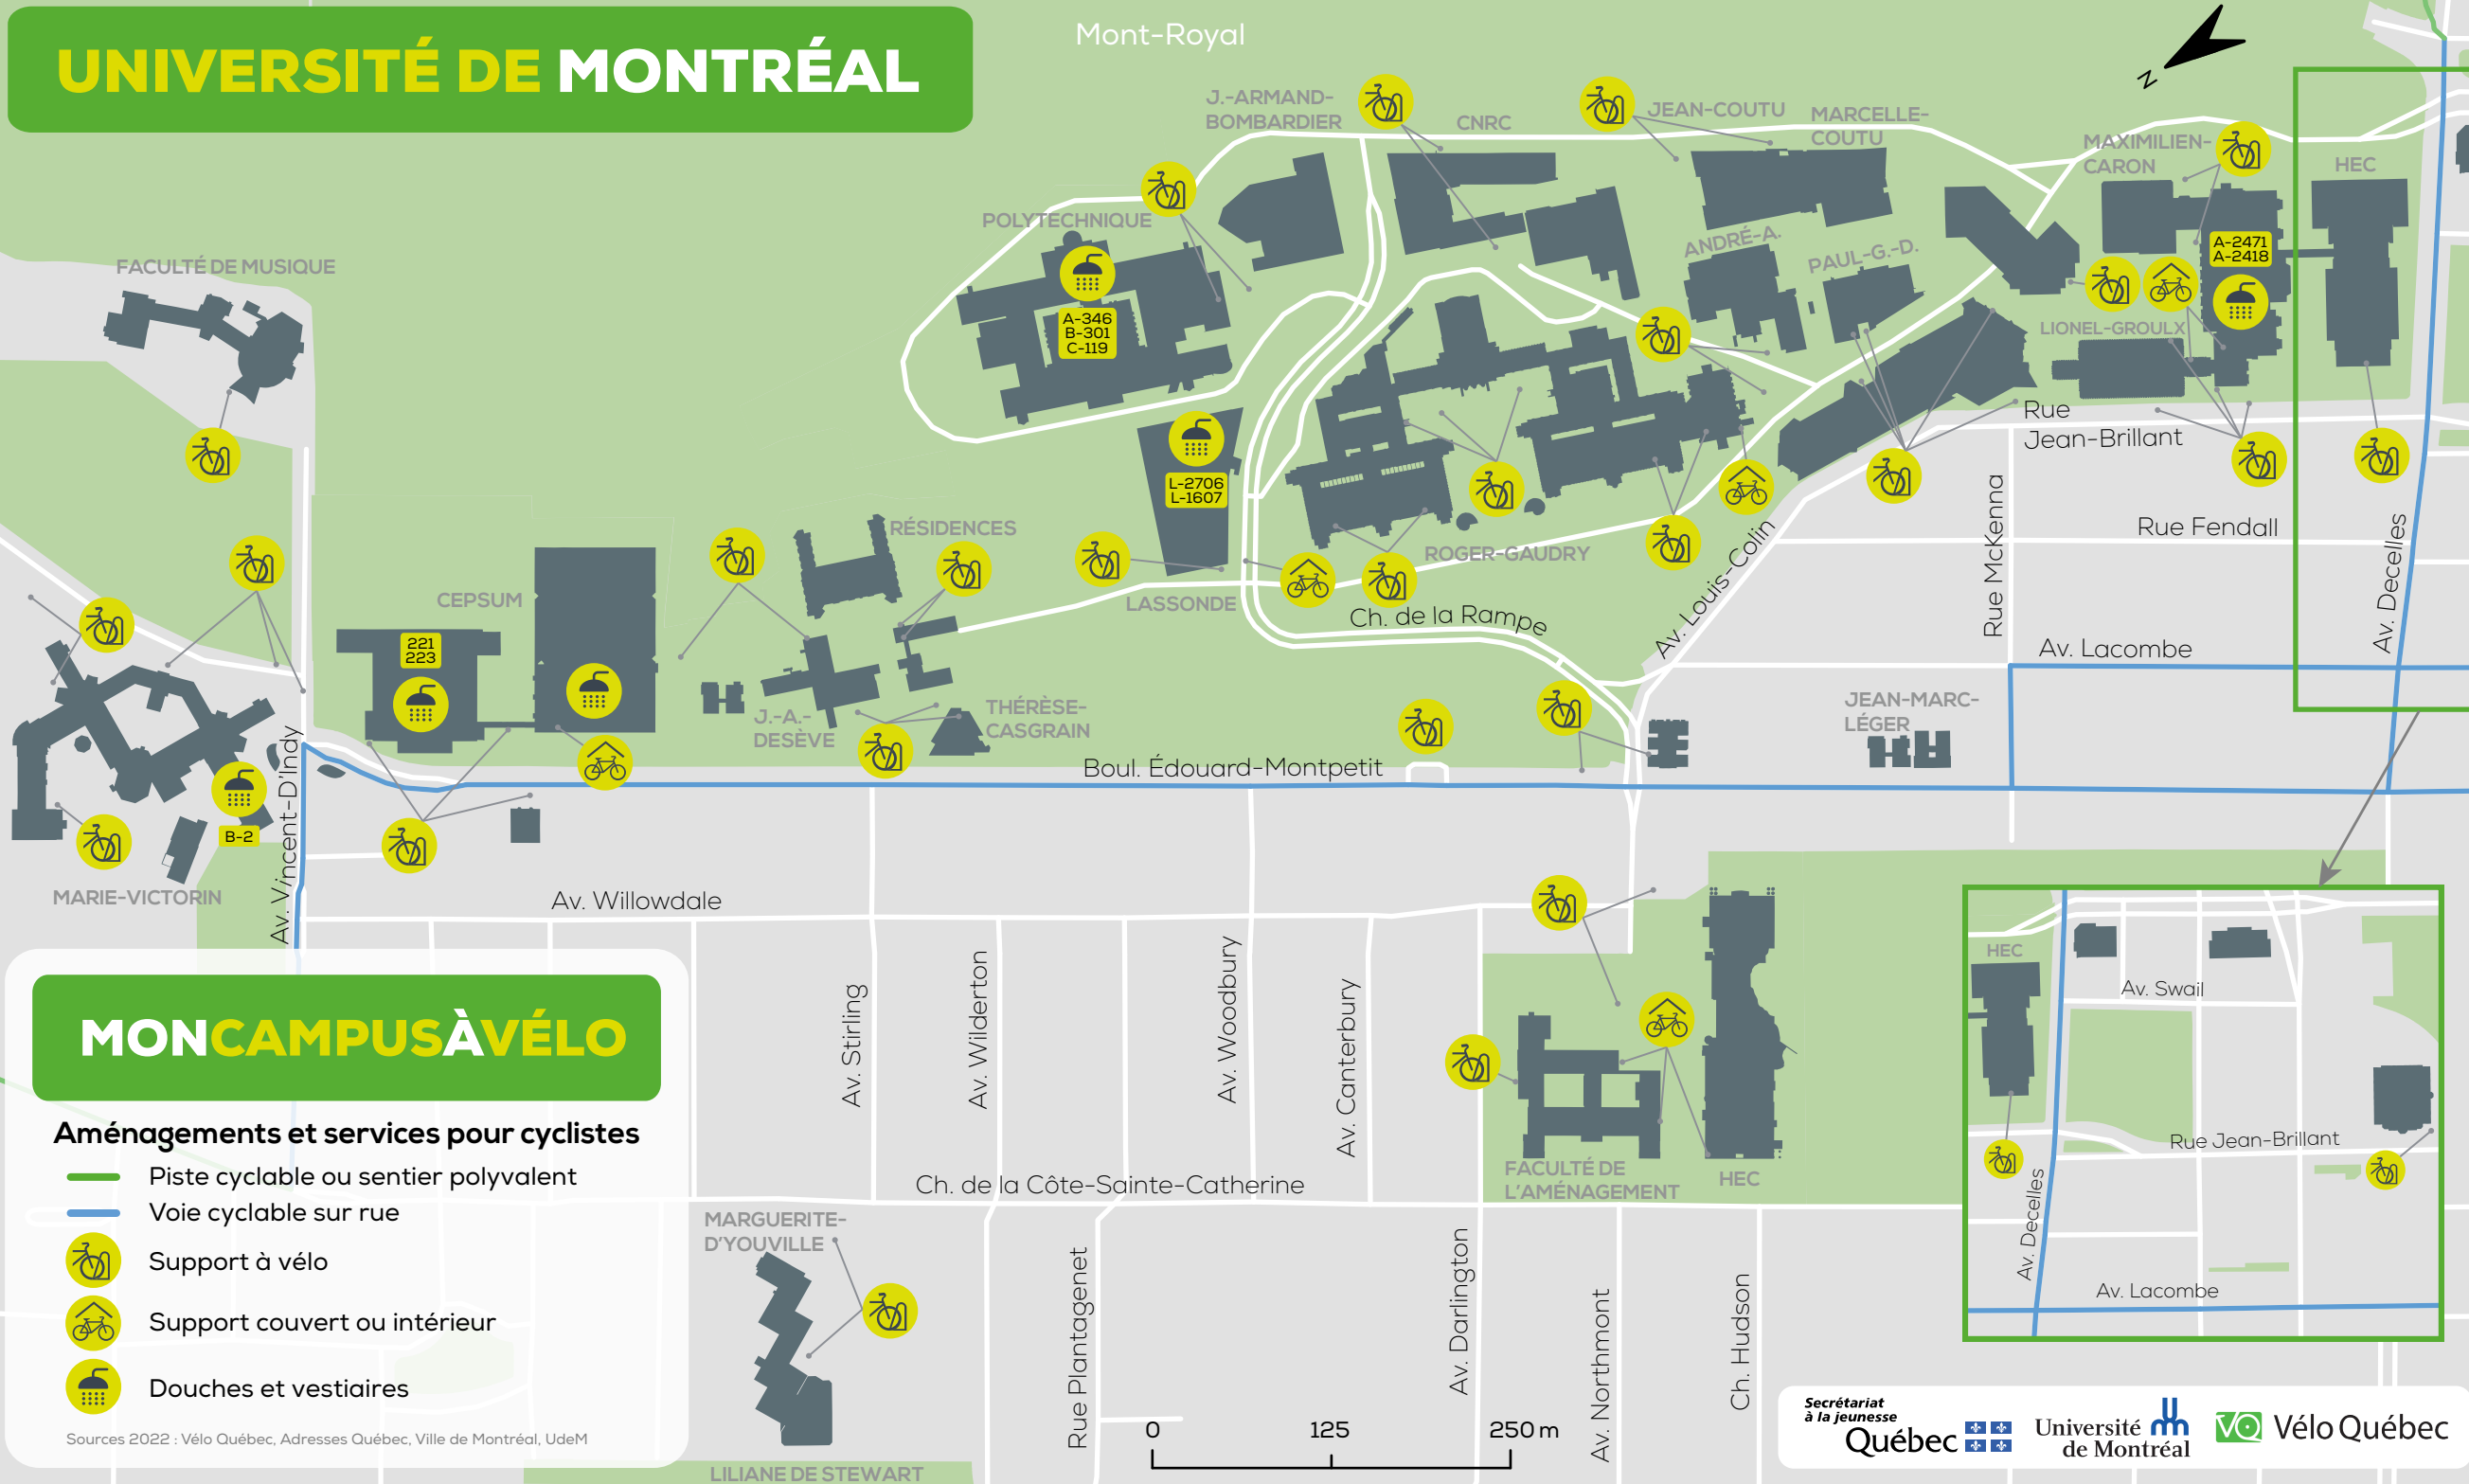 UNIVERSITÉ DE MONTRÉAL
Mont-Royal
N
J.-ARMAND-
BOMBARDIER
CNRC
JEAN-COUTU
MARCELLE-
COUTU
MAXIMILIEN-
CARON
HEC
POLYTECHNIQUE
ANDRÉ-A.
PAUL-G.-D.
A-2471
A-2418
FACULTÉ DE MUSIQUE
A-346
B-301
C-119
LIONEL-GROULX
Rue
Jean-Brillant
L-2706
L-1607
RÉSIDENCES
ROGER-GAUDRY
Rue Fendall
Rue McKenna
Av. Decelles
Av. Louis-Colin
CEPSUM
LASSONDE
Ch. de la Rampe
221
223
Av. Lacombe
J.-A.-
DESÈVE
THÉRÈSE-
CASGRAIN
JEAN-MARC-
LÉGER
Boul. Édouard-Montpetit
B-2
Av. Vincent-D'Indy
MARIE-VICTORIN
Av. Willowdale
Av. Stirling
Av. Wilderton
Av. Woodbury
Av. Canterbury
FACULTÉ DE
L'AMÉNAGEMENT
HEC
Ch. de la Côte-Sainte-Catherine
MARGUERITE-
D'YOUVILLE
Rue Plantagenet
Av. Darlington
Av. Northmont
Ch. Hudson
LILIANE DE STEWART
HEC
Av. Swail
Rue Jean-Brillant
Av. Decelles
Av. Lacombe
MONCAMPUSÀVÉLO
Aménagements et services pour cyclistes
Piste cyclable ou sentier polyvalent
Voie cyclable sur rue
Support à vélo
Support couvert ou intérieur
Douches et vestiaires
Sources 2022 : Vélo Québec, Adresses Québec, Ville de Montréal, UdeM
0 125 250 m
Secrétariat
à la jeunesse
Québec
Université
de Montréal
VQ Vélo Québec